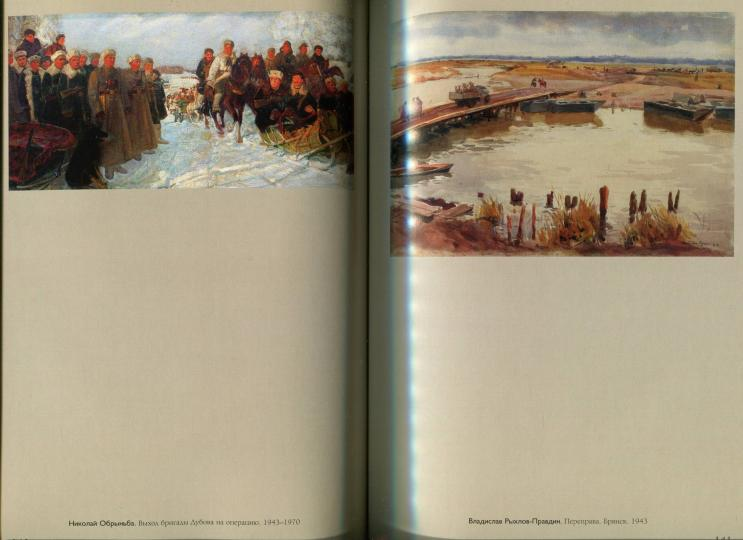 Николай Обрыньба. Выход бригады Дубова на операцию. 1943–1970
Владислав Рыхлов-Правдин. Переправа. Брянск. 1943